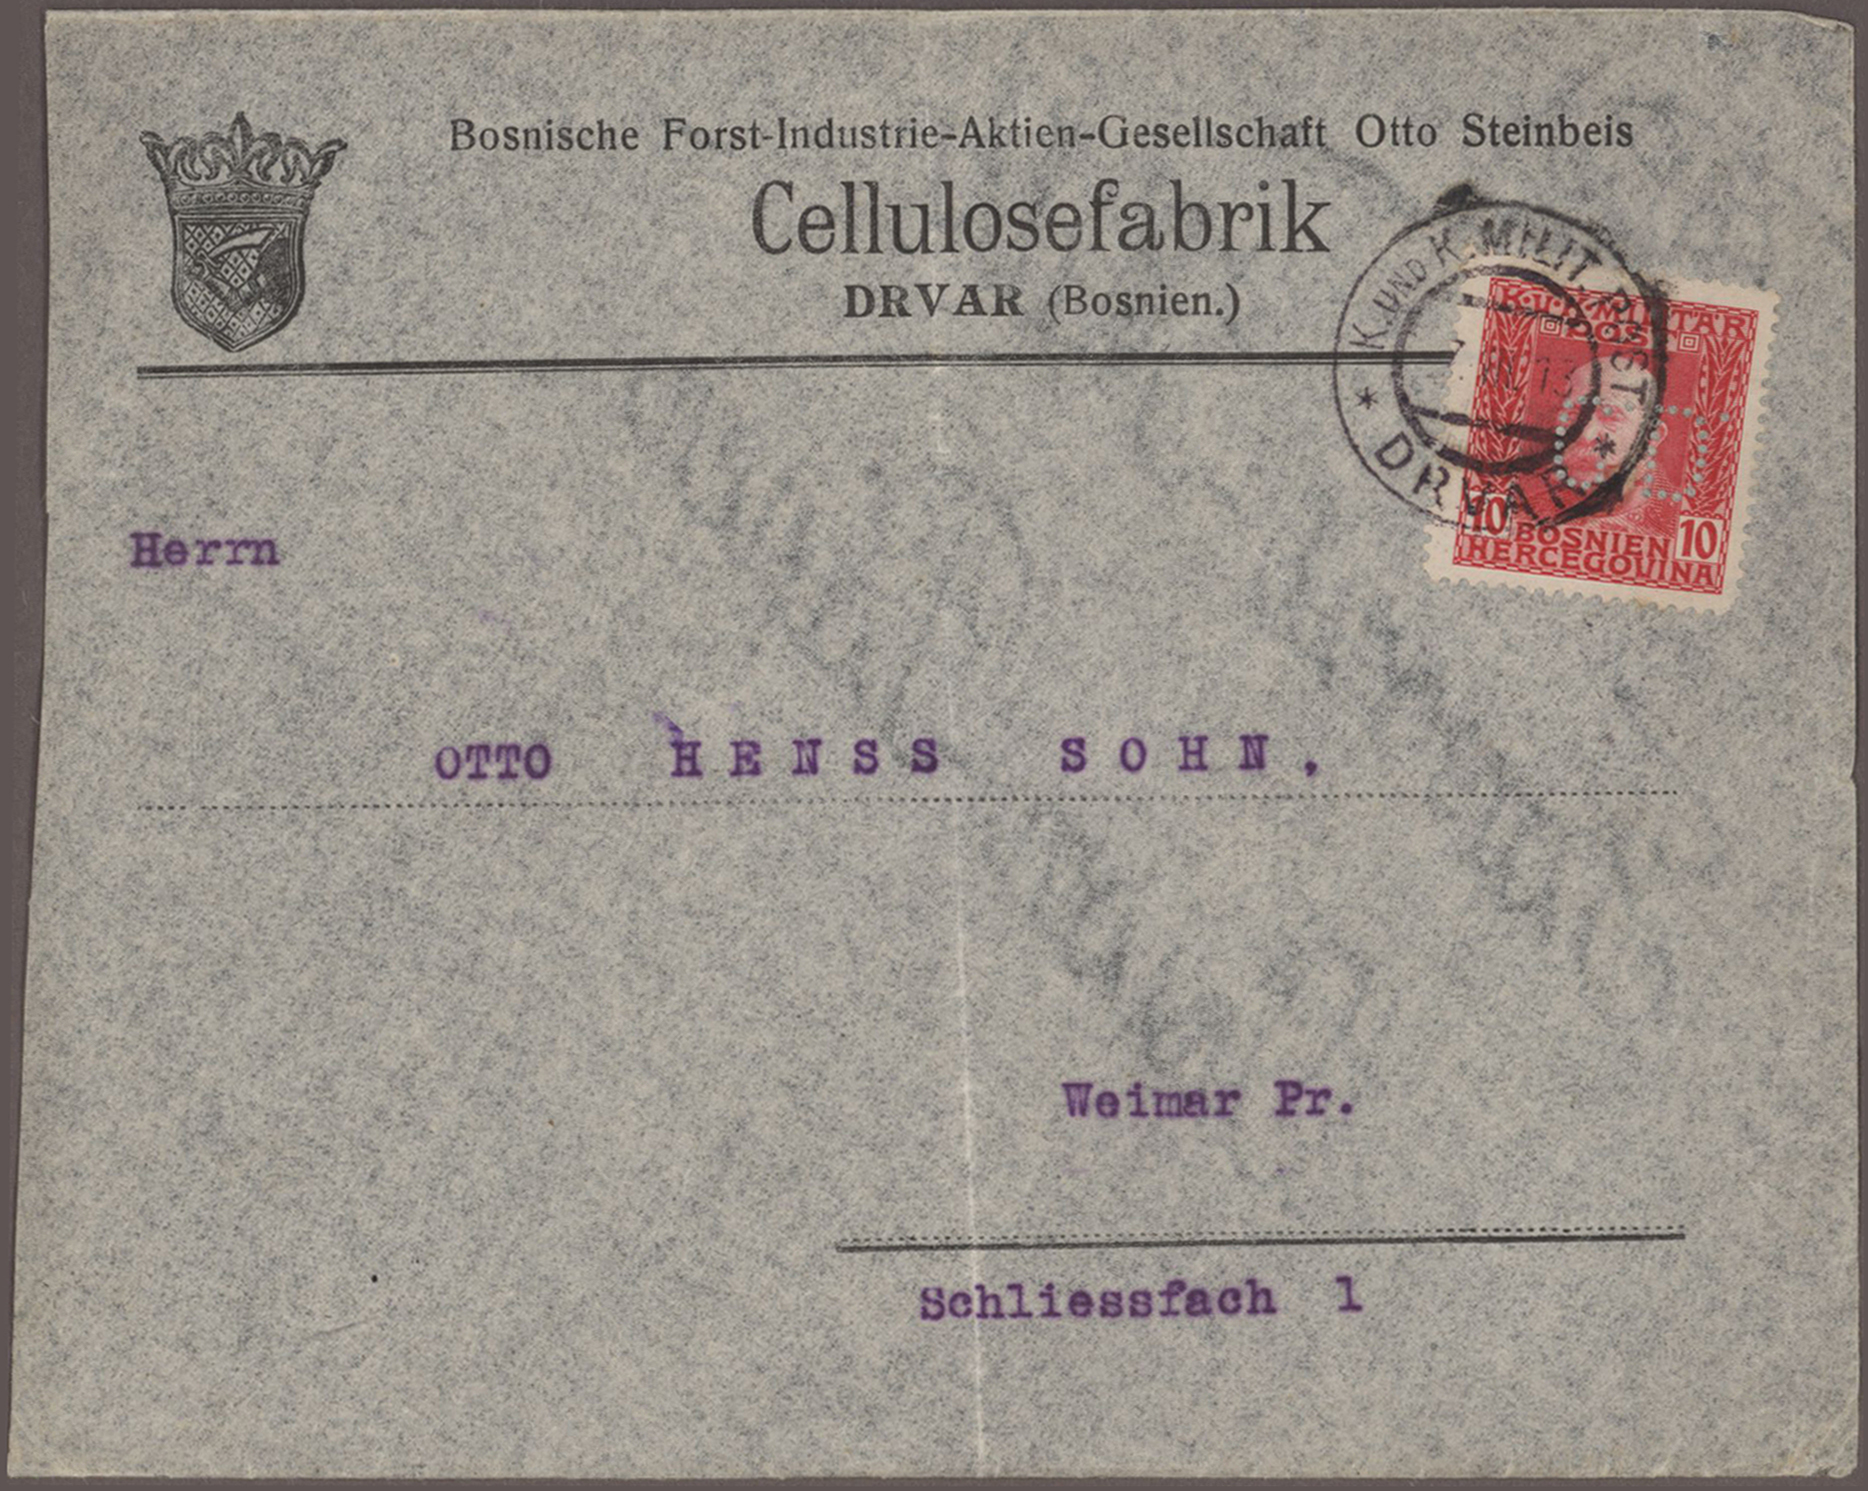 Bosnische Forst-Industrie-Aktien-Gesellschaft Otto Steinbeis
Cellulosefabrik
DRVAR (Bosnien.)
K. UND K. MILIT. POST
DRVAR
K.U.K. MILITÄR
POST
10 BOSNIEN 10
HERCEGOVINA
Herrn
OTTO HENSS SOHN,
Weimar Pr.
Schliessfach 1